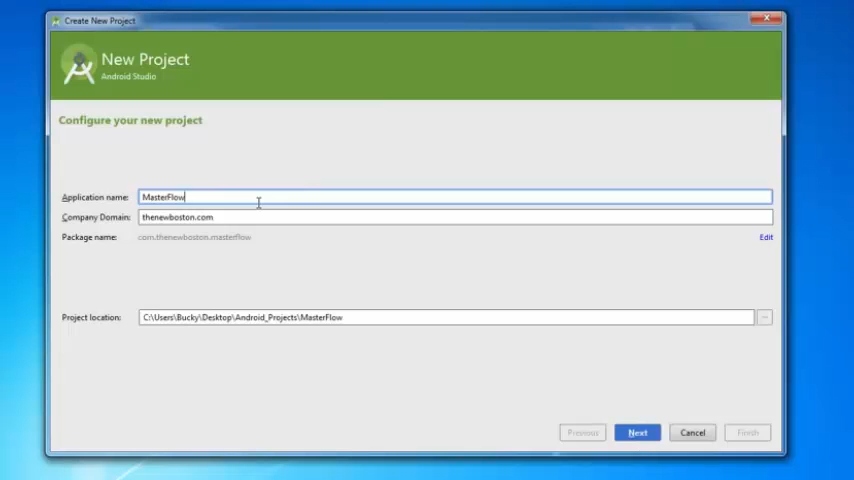 Create New Project
New Project
Android Studio
Configure your new project
Application name: MasterFlow
Company Domain: thenewboston.com
Package name: com.thenewboston.masterflow Edit
Project location: C:\Users\Bucky\Desktop\Android_Projects\MasterFlow ...
Previous Next Cancel Finish